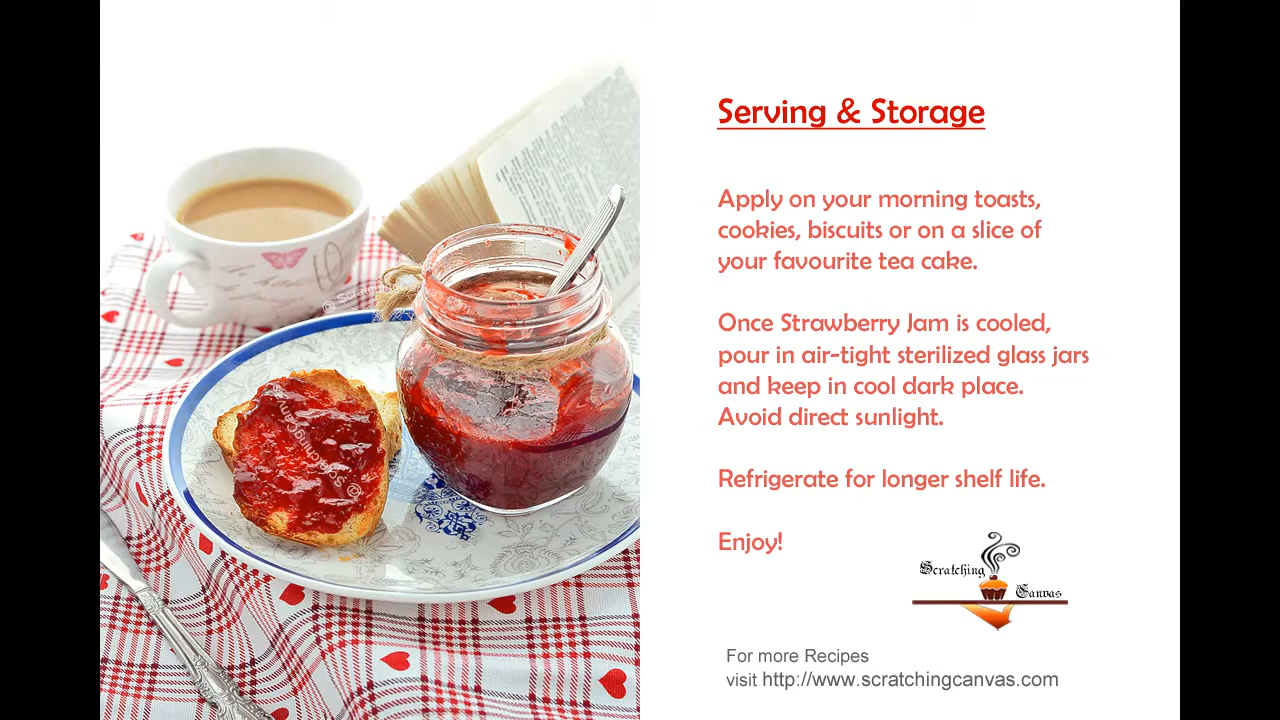 Serving & Storage
Apply on your morning toasts,
cookies, biscuits or on a slice of
your favourite tea cake.
Once Strawberry Jam is cooled,
pour in air-tight sterilized glass jars
and keep in cool dark place.
Avoid direct sunlight.
Refrigerate for longer shelf life.
Enjoy!
Scratching
Canvas
For more Recipes
visit http://www.scratchingcanvas.com